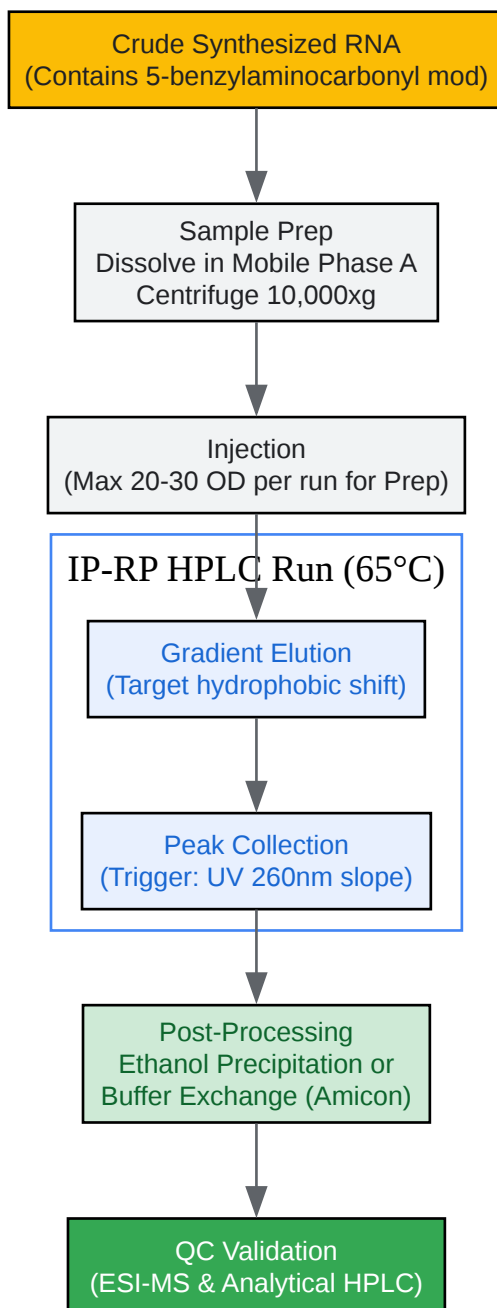 Crude Synthesized RNA
(Contains 5-benzylaminocarbonyl mod)
Sample Prep
Dissolve in Mobile Phase A
Centrifuge 10,000xg
Injection
(Max 20-30 OD per run for Prep)
IP-RP HPLC Run (65°C)
Gradient Elution
(Target hydrophobic shift)
Peak Collection
(Trigger: UV 260nm slope)
Post-Processing
Ethanol Precipitation or
Buffer Exchange (Amicon)
QC Validation
(ESI-MS & Analytical HPLC)